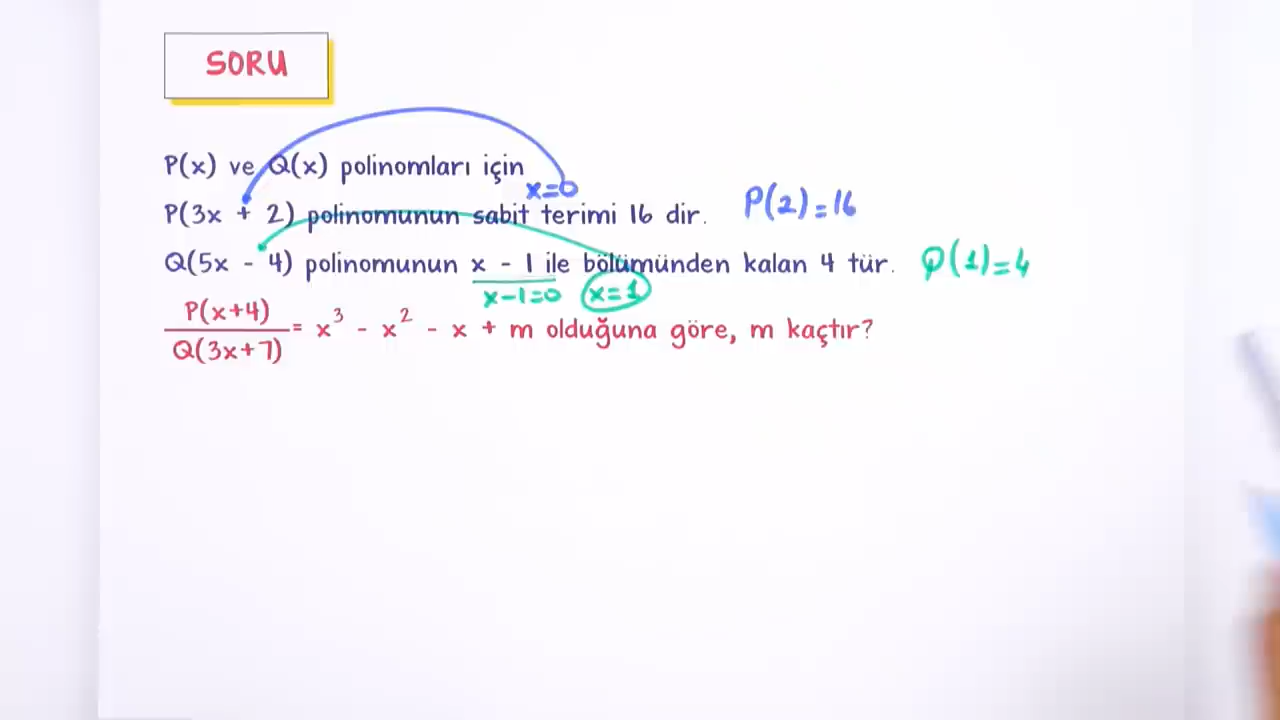 SORU
P(x) ve Q(x) polinomları için
x=0
P(3x + 2) polinomunun sabit terimi 16 dir. P(2)=16
Q(5x - 4) polinomunun x - 1 ile bölümünden kalan 4 tür. Q(1)=4
x-1=0 x=1
P(x+4)
Q(3x+7) = x³ - x² - x + m olduğuna göre, m kaçtır?